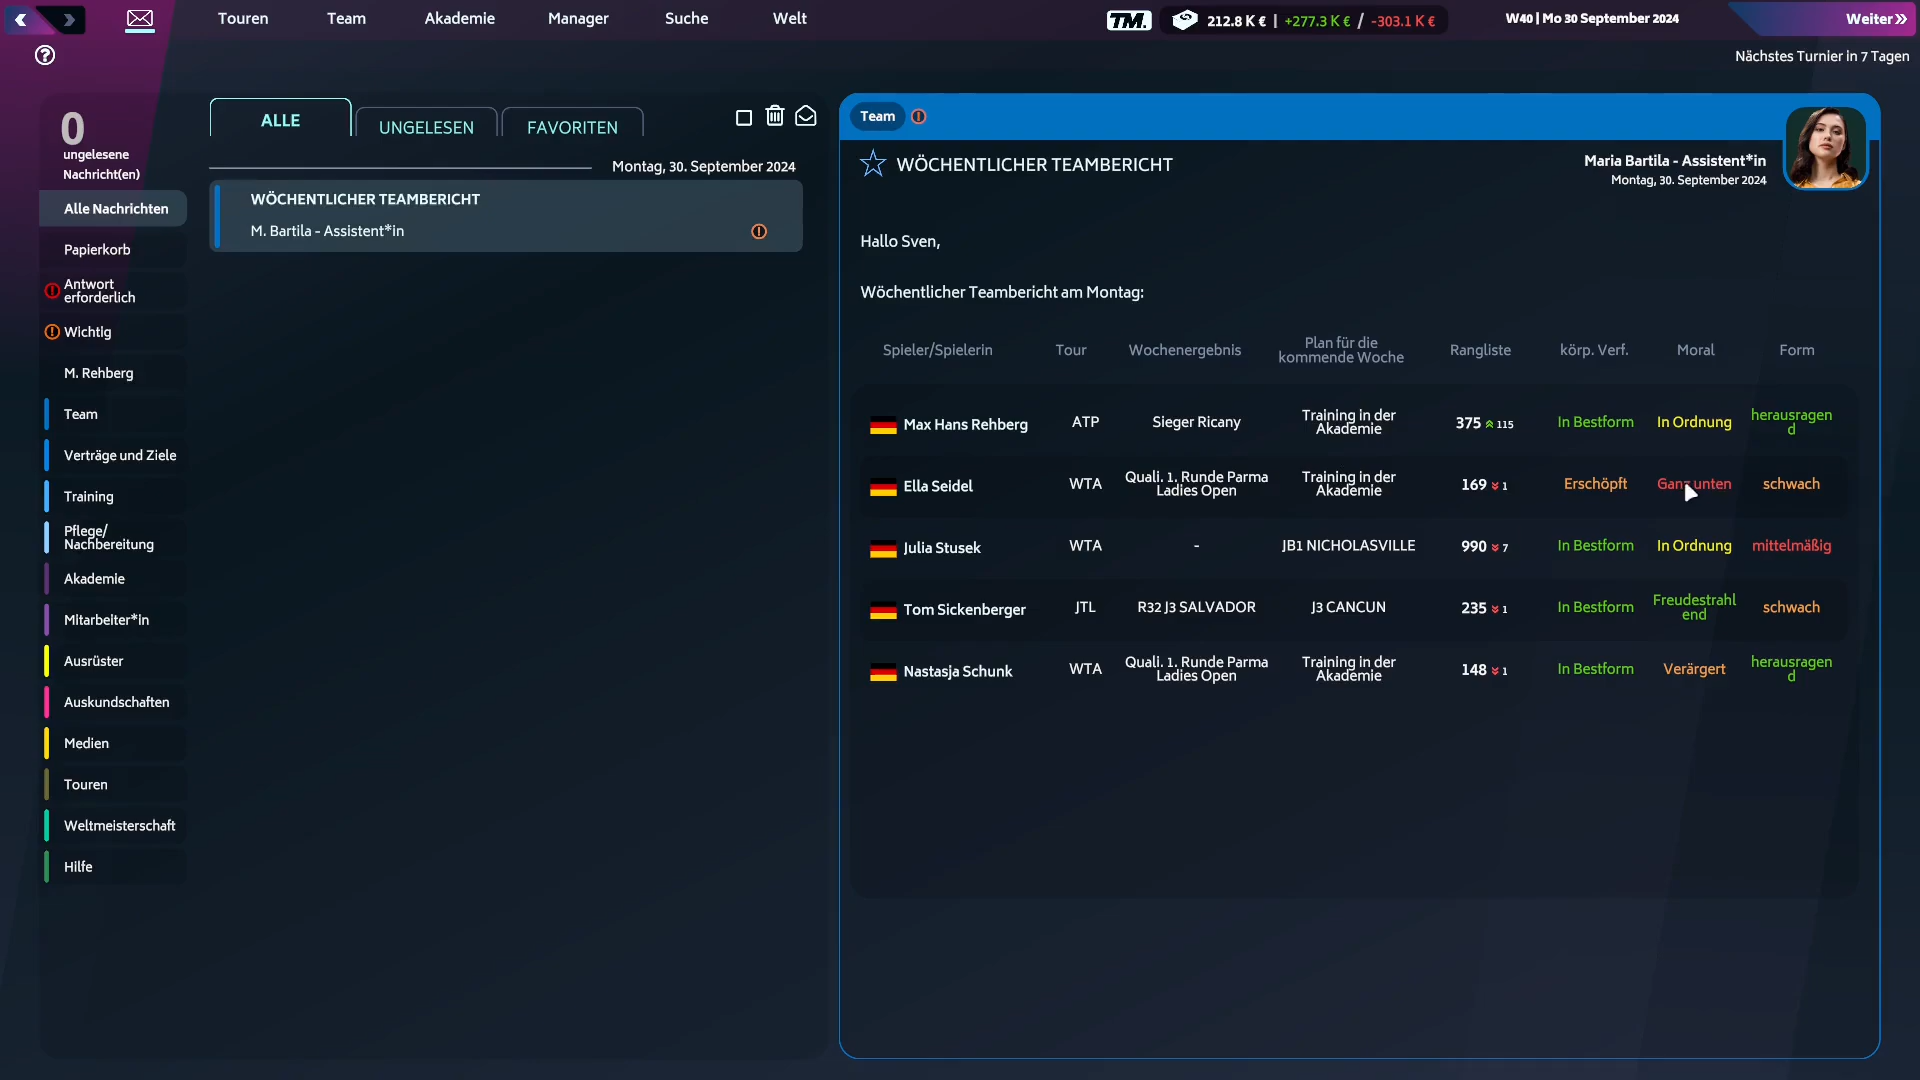 Touren
Team
Akademie
Manager
Suche
Welt
TM.
212.8 K € | +277.3 K € / -303.1 K €
W40 | Mo 30 September 2024
Weiter
Nächstes Turnier in 7 Tagen
0
ungelesene
Nachricht(en)
Alle Nachrichten
Papierkorb
Antwort
erforderlich
Wichtig
M. Rehberg
Team
Verträge und Ziele
Training
Pflege/
Nachbereitung
Akademie
Mitarbeiter*in
Ausrüster
Auskundschaften
Medien
Touren
Weltmeisterschaft
Hilfe
ALLE
UNGELESEN
FAVORITEN
Montag, 30. September 2024
WÖCHENTLICHER TEAMBERICHT
M. Bartila - Assistent*in
Team
WÖCHENTLICHER TEAMBERICHT
Maria Bartila - Assistent*in
Montag, 30. September 2024
Hallo Sven,
Wöchentlicher Teambericht am Montag:
Spieler/Spielerin
Tour
Wochenergebnis
Plan für die
kommende Woche
Rangliste
körp. Verf.
Moral
Form
Max Hans Rehberg
ATP
Sieger Ricany
Training in der
Akademie
375 115
In Bestform
In Ordnung
herausragen
d
Ella Seidel
WTA
Quali. 1. Runde Parma
Ladies Open
Training in der
Akademie
169 1
Erschöpft
Ganz unten
schwach
Julia Stusek
WTA
-
JB1 NICHOLASVILLE
990 7
In Bestform
In Ordnung
mittelmäßig
Tom Sickenberger
JTL
R32 J3 SALVADOR
J3 CANCUN
235 1
In Bestform
Freudestrahl
end
schwach
Nastasja Schunk
WTA
Quali. 1. Runde Parma
Ladies Open
Training in der
Akademie
148 1
In Bestform
Verärgert
herausragen
d